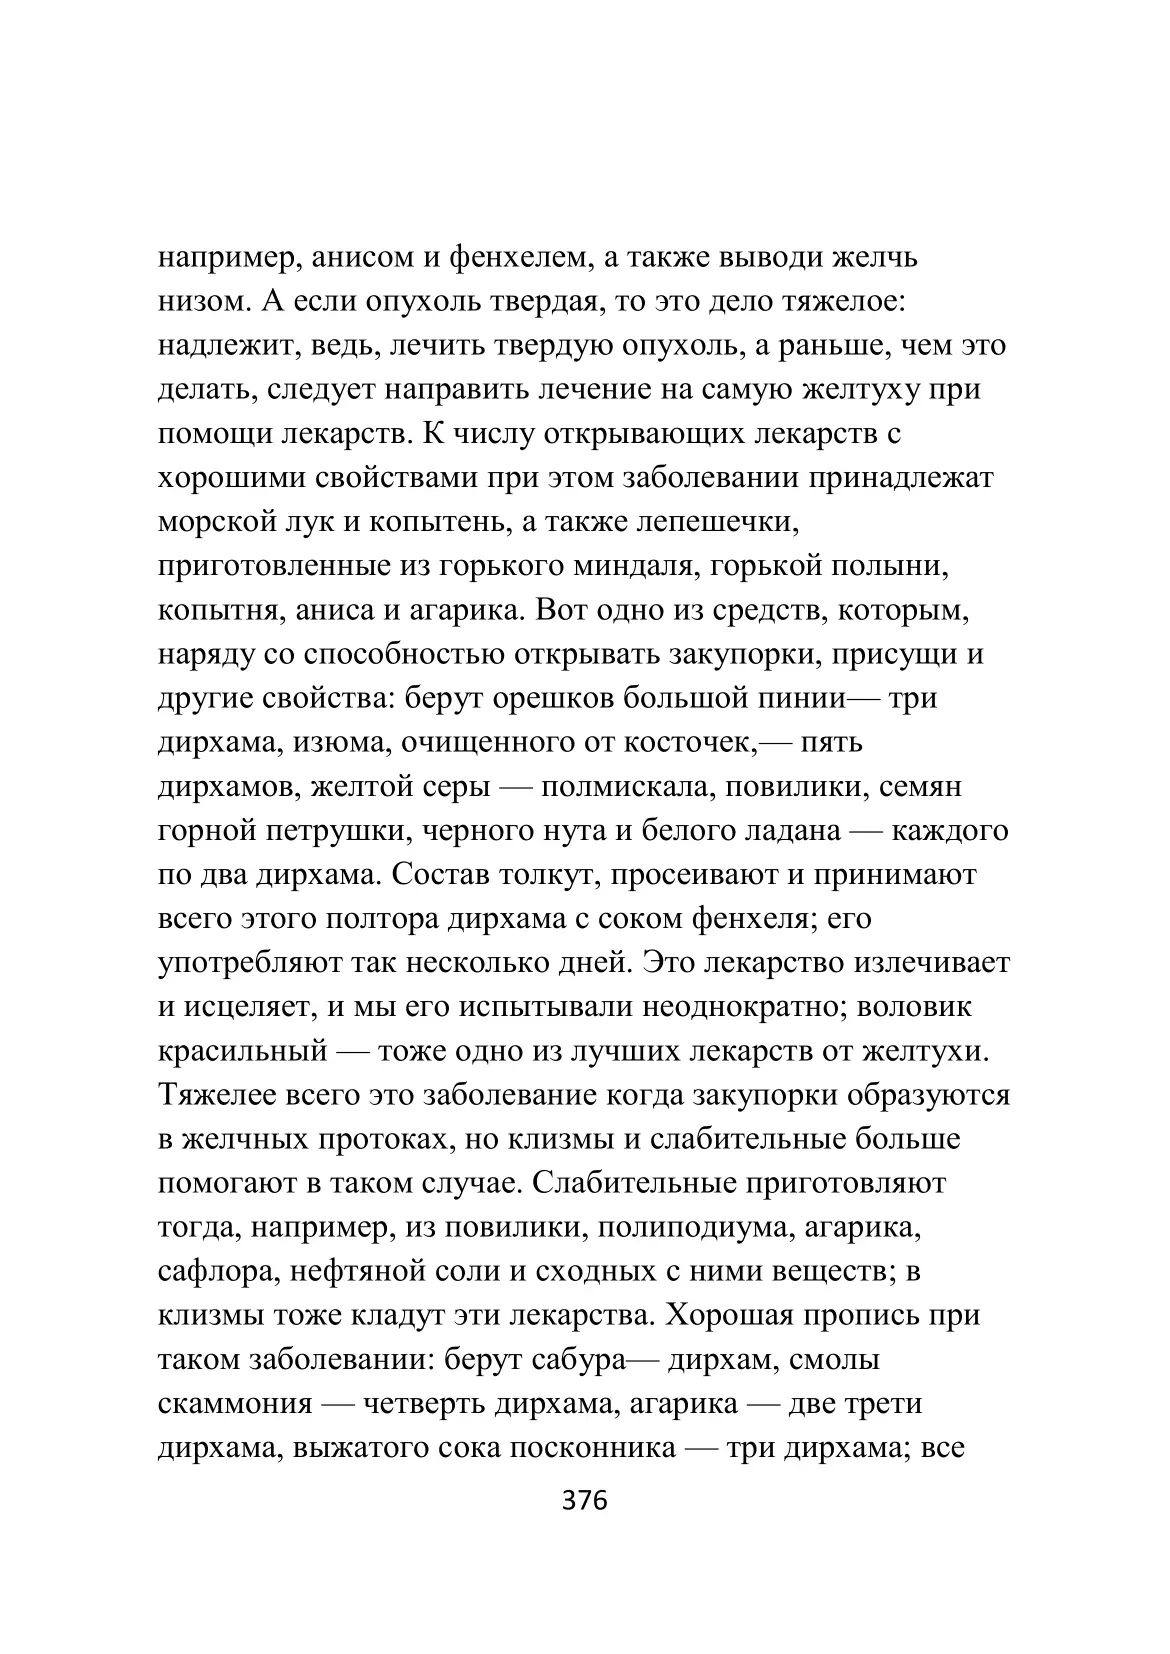 например, анисом и фенхелем, а также выводи желчь
низом. А если опухоль твердая, то это дело тяжелое:
надлежит, ведь, лечить твердую опухоль, а раньше, чем это
делать, следует направить лечение на самую желтуху при
помощи лекарств. К числу открывающих лекарств с
хорошими свойствами при этом заболевании принадлежат
морской лук и копытень, а также лепешечки,
приготовленные из горького миндаля, горькой полыни,
копытня, аниса и агарика. Вот одно из средств, которым,
наряду со способностью открывать закупорки, присущи и
другие свойства: берут орешков большой пинии— три
дирхама, изюма, очищенного от косточек,— пять
дирхамов, желтой серы — полмискала, повилики, семян
горной петрушки, черного нута и белого ладана — каждого
по два дирхама. Состав толкут, просеивают и принимают
всего этого полтора дирхама с соком фенхеля; его
употребляют так несколько дней. Это лекарство излечивает
и исцеляет, и мы его испытывали неоднократно; воловик
красильный — тоже одно из лучших лекарств от желтухи.
Тяжелее всего это заболевание когда закупорки образуются
в желчных протоках, но клизмы и слабительные больше
помогают в таком случае. Слабительные приготовляют
тогда, например, из повилики, полиподиума, агарика,
сафлора, нефтяной соли и сходных с ними веществ; в
клизмы тоже кладут эти лекарства. Хорошая пропись при
таком заболевании: берут сабура— дирхам, смолы
скаммония — четверть дирхама, агарика — две трети
дирхама, выжатого сока посконника — три дирхама; все
376